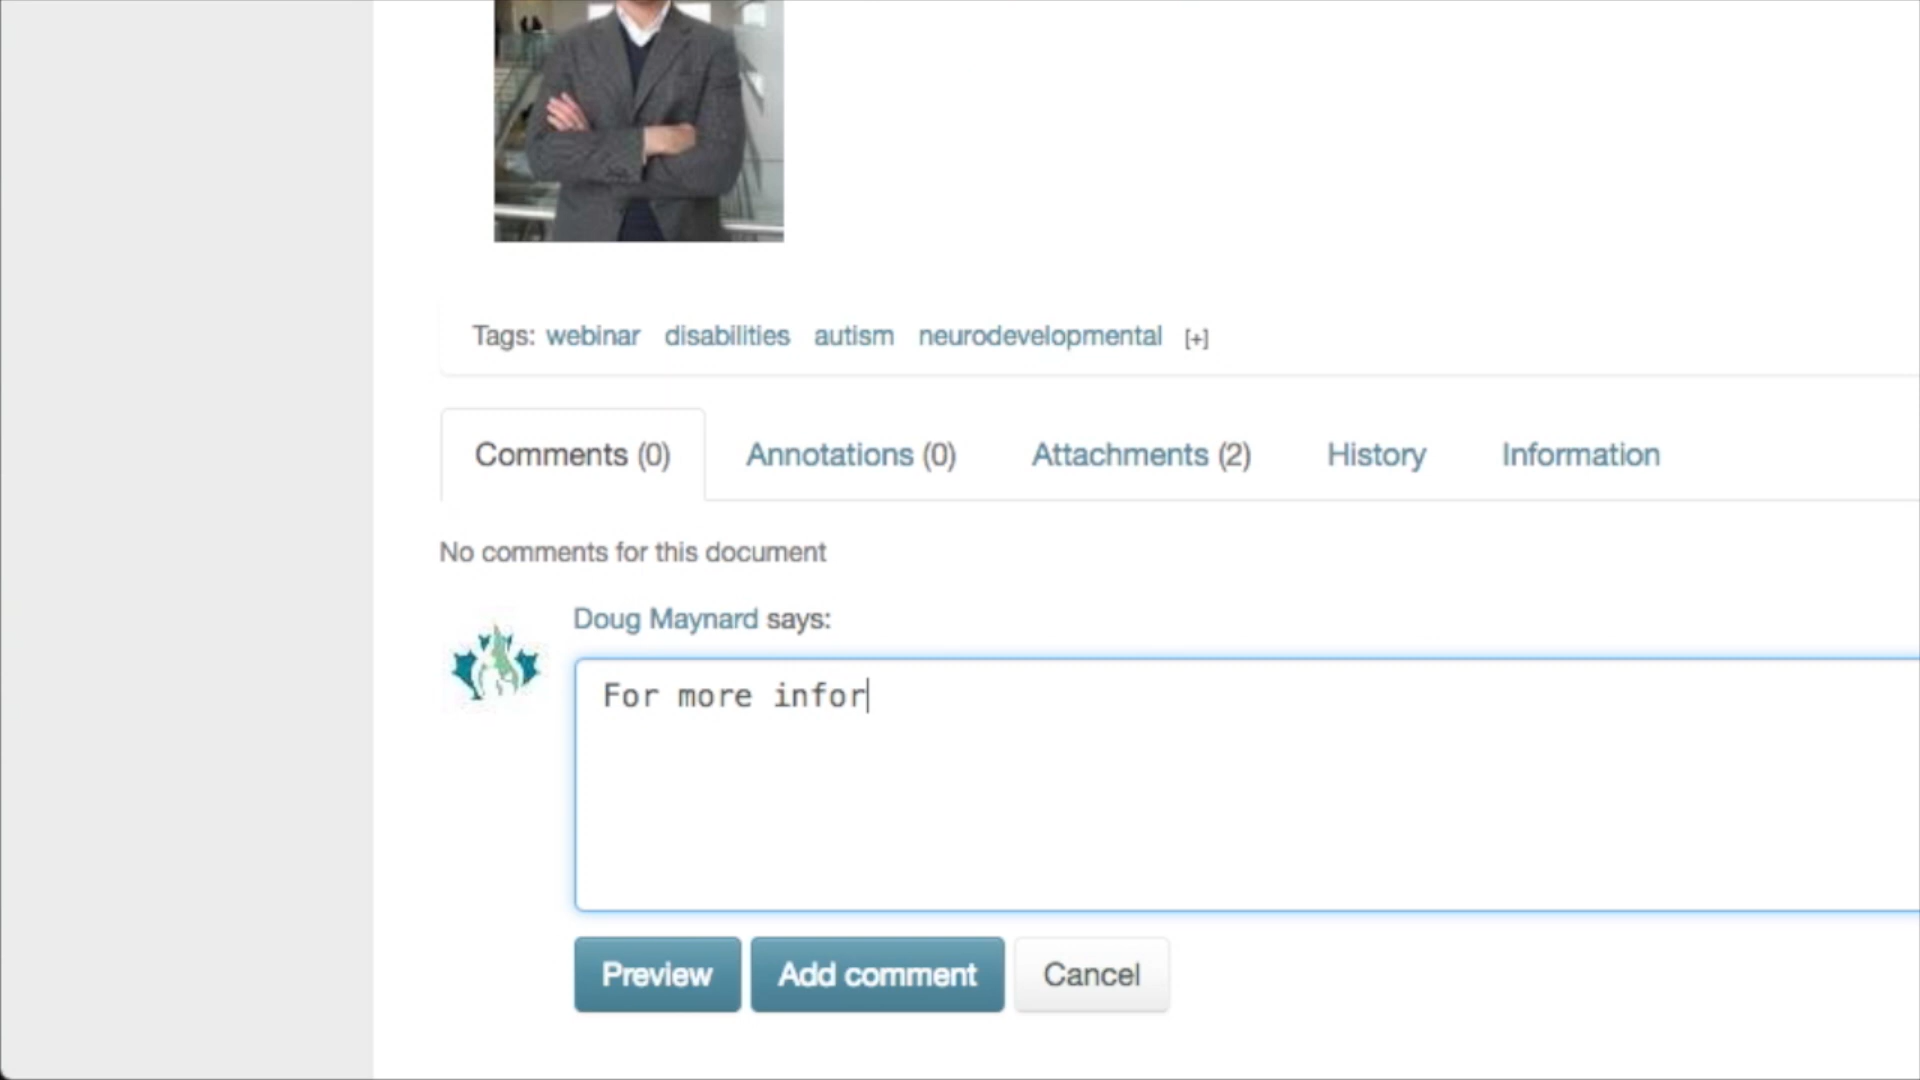 Tags: webinar disabilities autism neurodevelopmental [+]
Comments (0) Annotations (0) Attachments (2) History Information
No comments for this document
Doug Maynard says:
For more infor
Preview Add comment Cancel